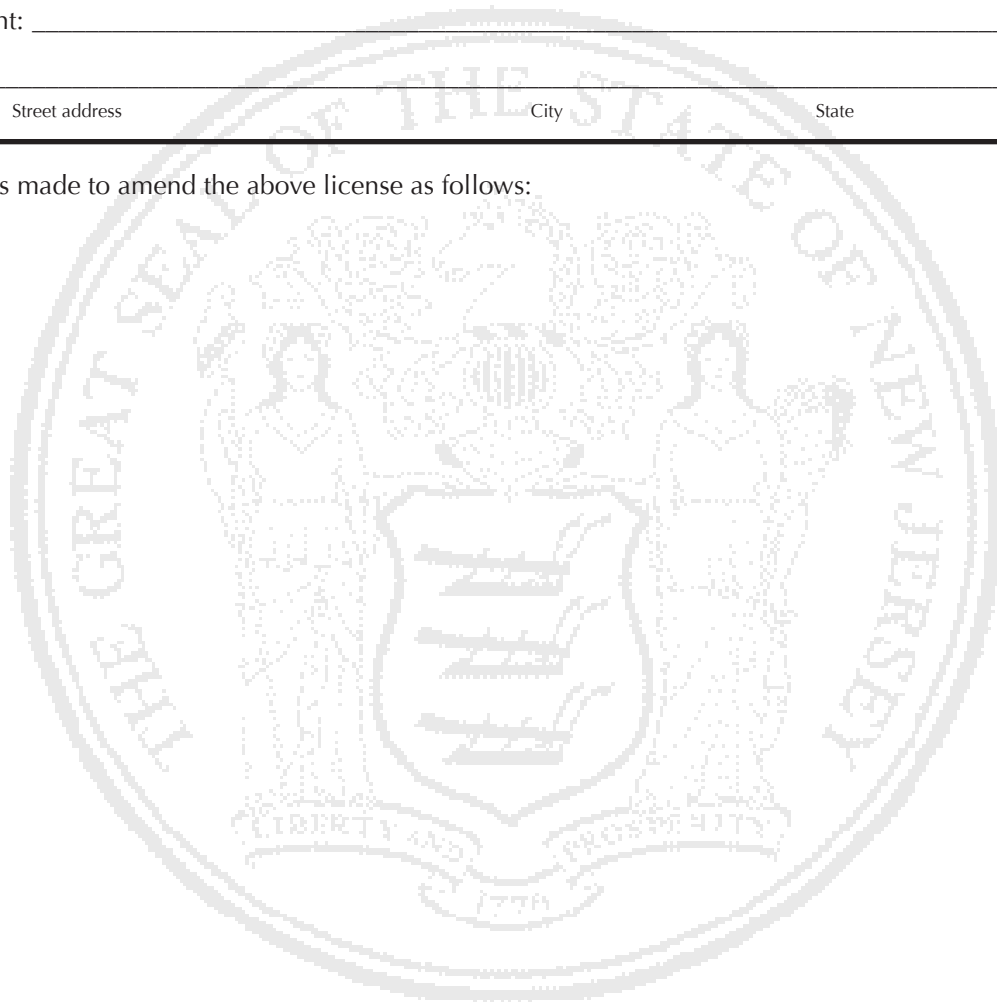 nt:
Street address City State
s made to amend the above license as follows:
THE GREAT SEAL OF THE STATE OF NEW JERSEY
LIBERTY AND PROSPERITY
1776